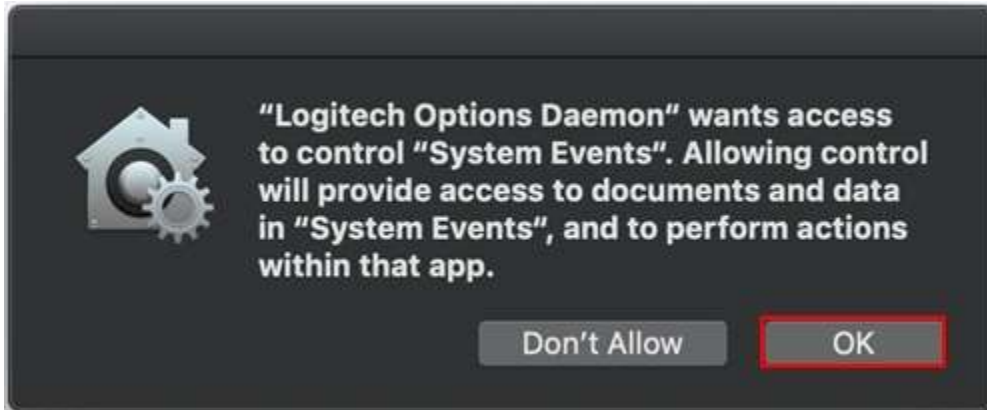 “Logitech Options Daemon“ wants access
to control “System Events“. Allowing control
will provide access to documents and data
in “System Events“, and to perform actions
within that app.
Don’t Allow
OK